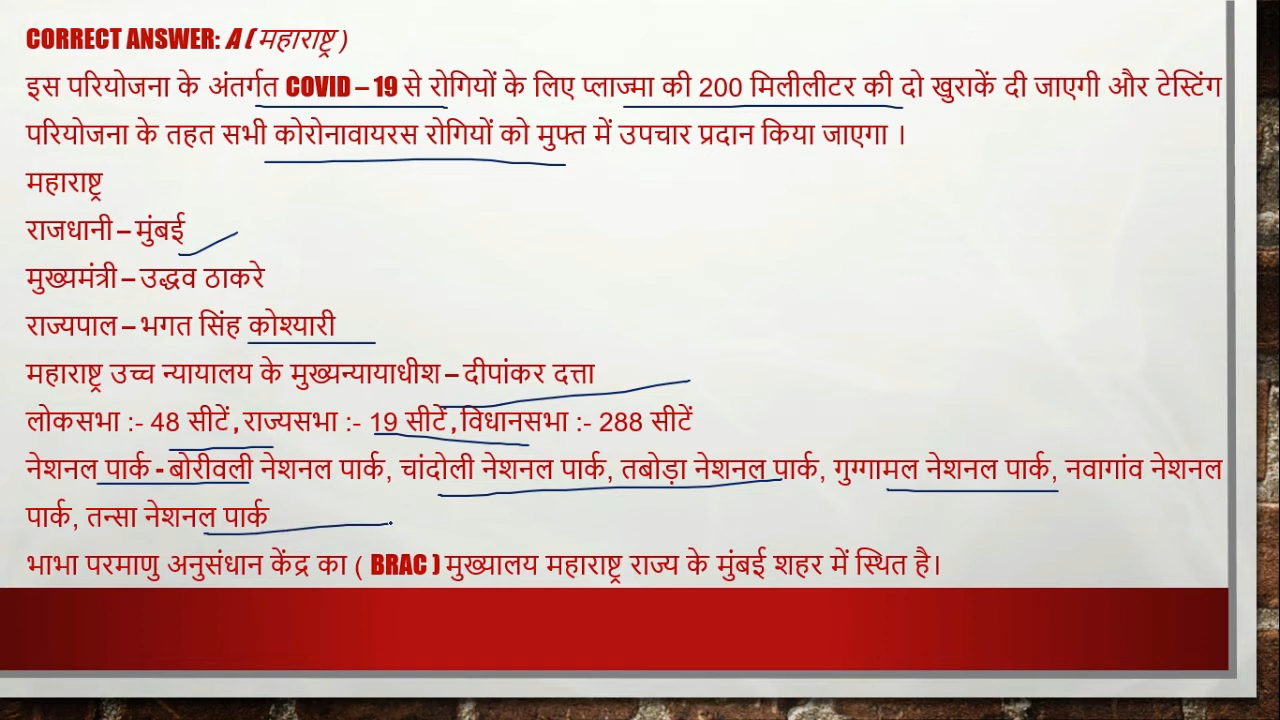 CORRECT ANSWER: A ( महाराष्ट्र )
इस परियोजना के अंतर्गत COVID – 19 से रोगियों के लिए प्लाज्मा की 200 मिलीलीटर की दो खुराकें दी जाएगी और टेस्टिंग
परियोजना के तहत सभी कोरोनावायरस रोगियों को मुफ्त में उपचार प्रदान किया जाएगा ।
महाराष्ट्र
राजधानी – मुंबई
मुख्यमंत्री – उद्धव ठाकरे
राज्यपाल – भगत सिंह कोश्यारी
महाराष्ट्र उच्च न्यायालय के मुख्यन्यायाधीश – दीपांकर दत्ता
लोकसभा :- 48 सीटें , राज्यसभा :- 19 सीटें , विधानसभा :- 288 सीटें
नेशनल पार्क - बोरीवली नेशनल पार्क, चांदोली नेशनल पार्क, तबोड़ा नेशनल पार्क, गुग्गामल नेशनल पार्क, नवागांव नेशनल
पार्क, तन्सा नेशनल पार्क
भाभा परमाणु अनुसंधान केंद्र का ( BRAC ) मुख्यालय महाराष्ट्र राज्य के मुंबई शहर में स्थित है।